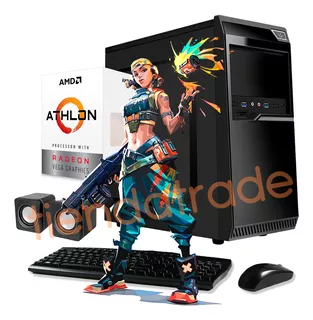 AMD
ATHLON
PROCESSOR WITH
RADEON
VEGA GRAPHICS
tiendatrade